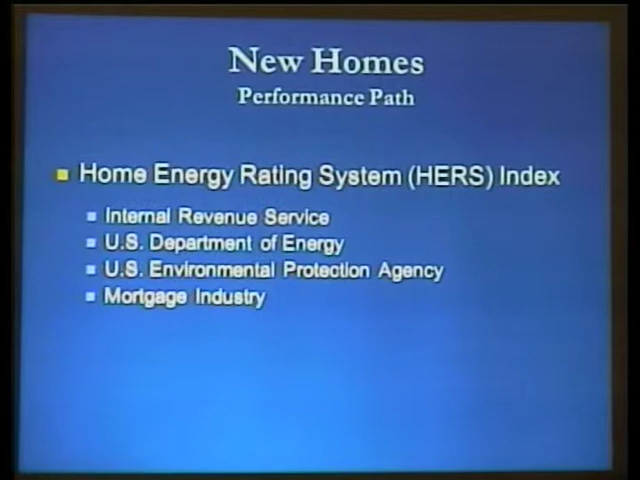 New Homes
Performance Path
Home Energy Rating System (HERS) Index
Internal Revenue Service
U.S. Department of Energy
U.S. Environmental Protection Agency
Mortgage Industry